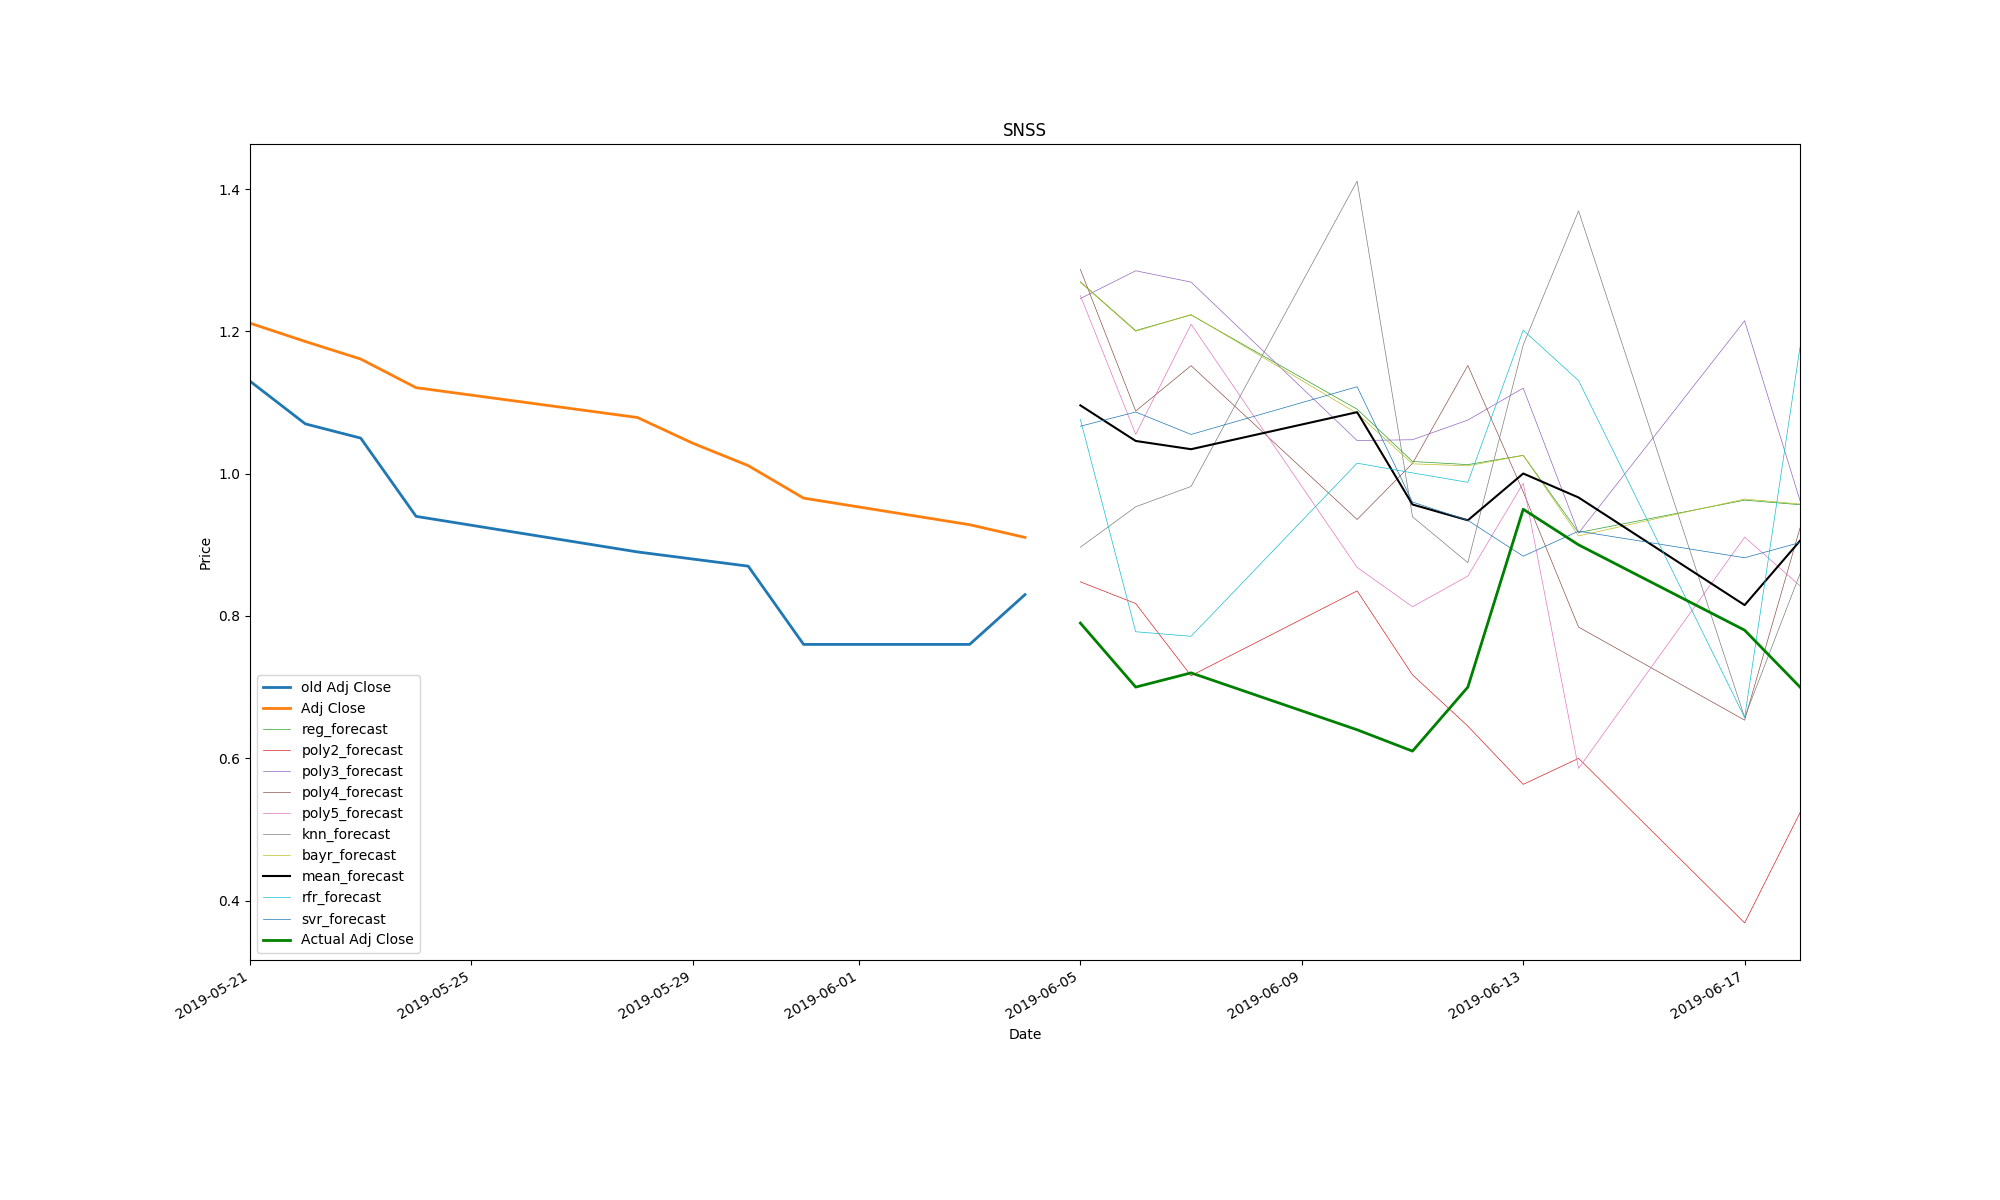 SNSS
1.4
1.2
1.0
0.8
0.6
0.4
Price
old Adj Close
Adj Close
reg_forecast
poly2_forecast
poly3_forecast
poly4_forecast
poly5_forecast
knn_forecast
bayr_forecast
mean_forecast
rfr_forecast
svr_forecast
Actual Adj Close
2019-05-21
2019-05-25
2019-05-29
2019-06-01
2019-06-05
2019-06-09
2019-06-13
2019-06-17
Date